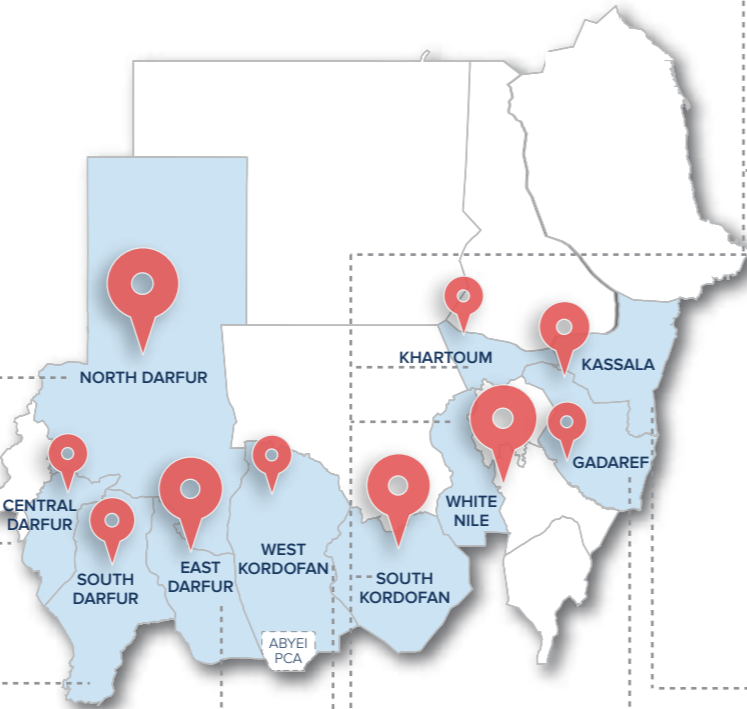 KHARTOUM
KASSALA
NORTH DARFUR
GADAREF
CENTRAL
DARFUR
WHITE
NILE
WEST
KORDOFAN
EAST
DARFUR
SOUTH
DARFUR
SOUTH
KORDOFAN
ABYEI
PCA